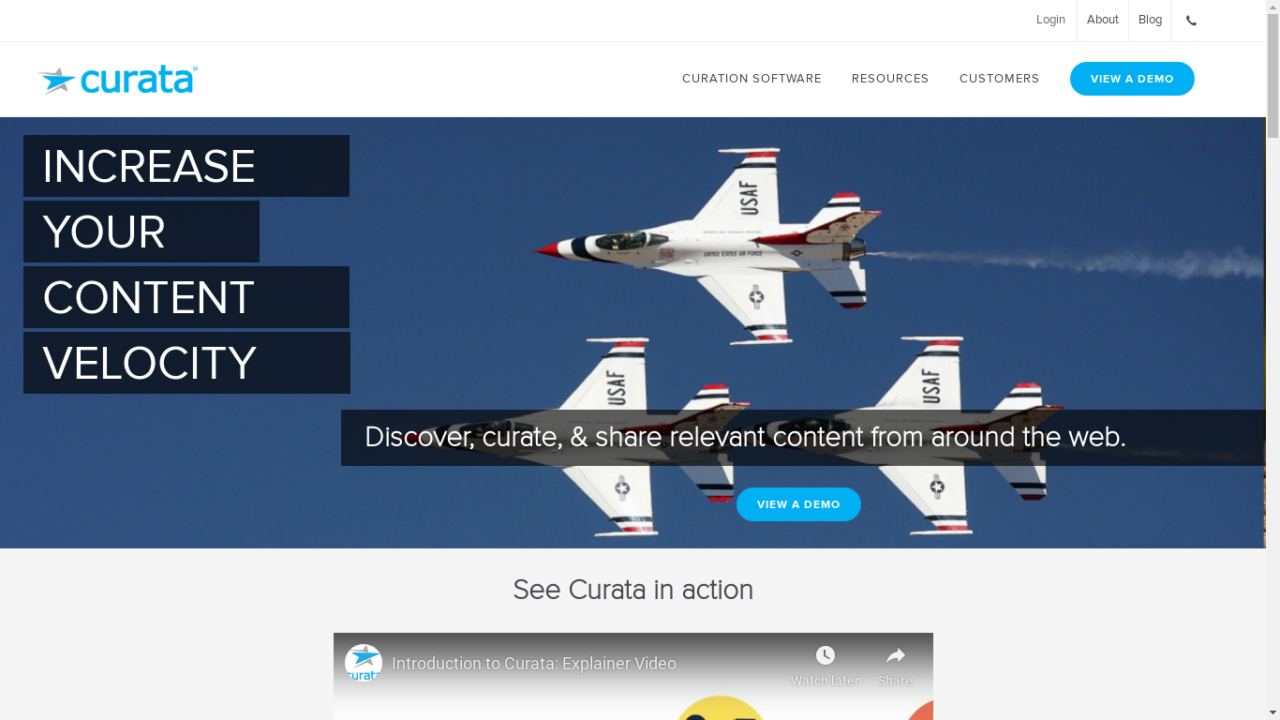 Login
About
Blog
curata
CURATION SOFTWARE
RESOURCES
CUSTOMERS
VIEW A DEMO
INCREASE
YOUR
CONTENT
VELOCITY
USAF
UNITED STATES AIR FORCE
USAF
USAF
Discover, curate, & share relevant content from around the web.
VIEW A DEMO
See Curata in action
curata
Introduction to Curata: Explainer Video
Watch later
Share